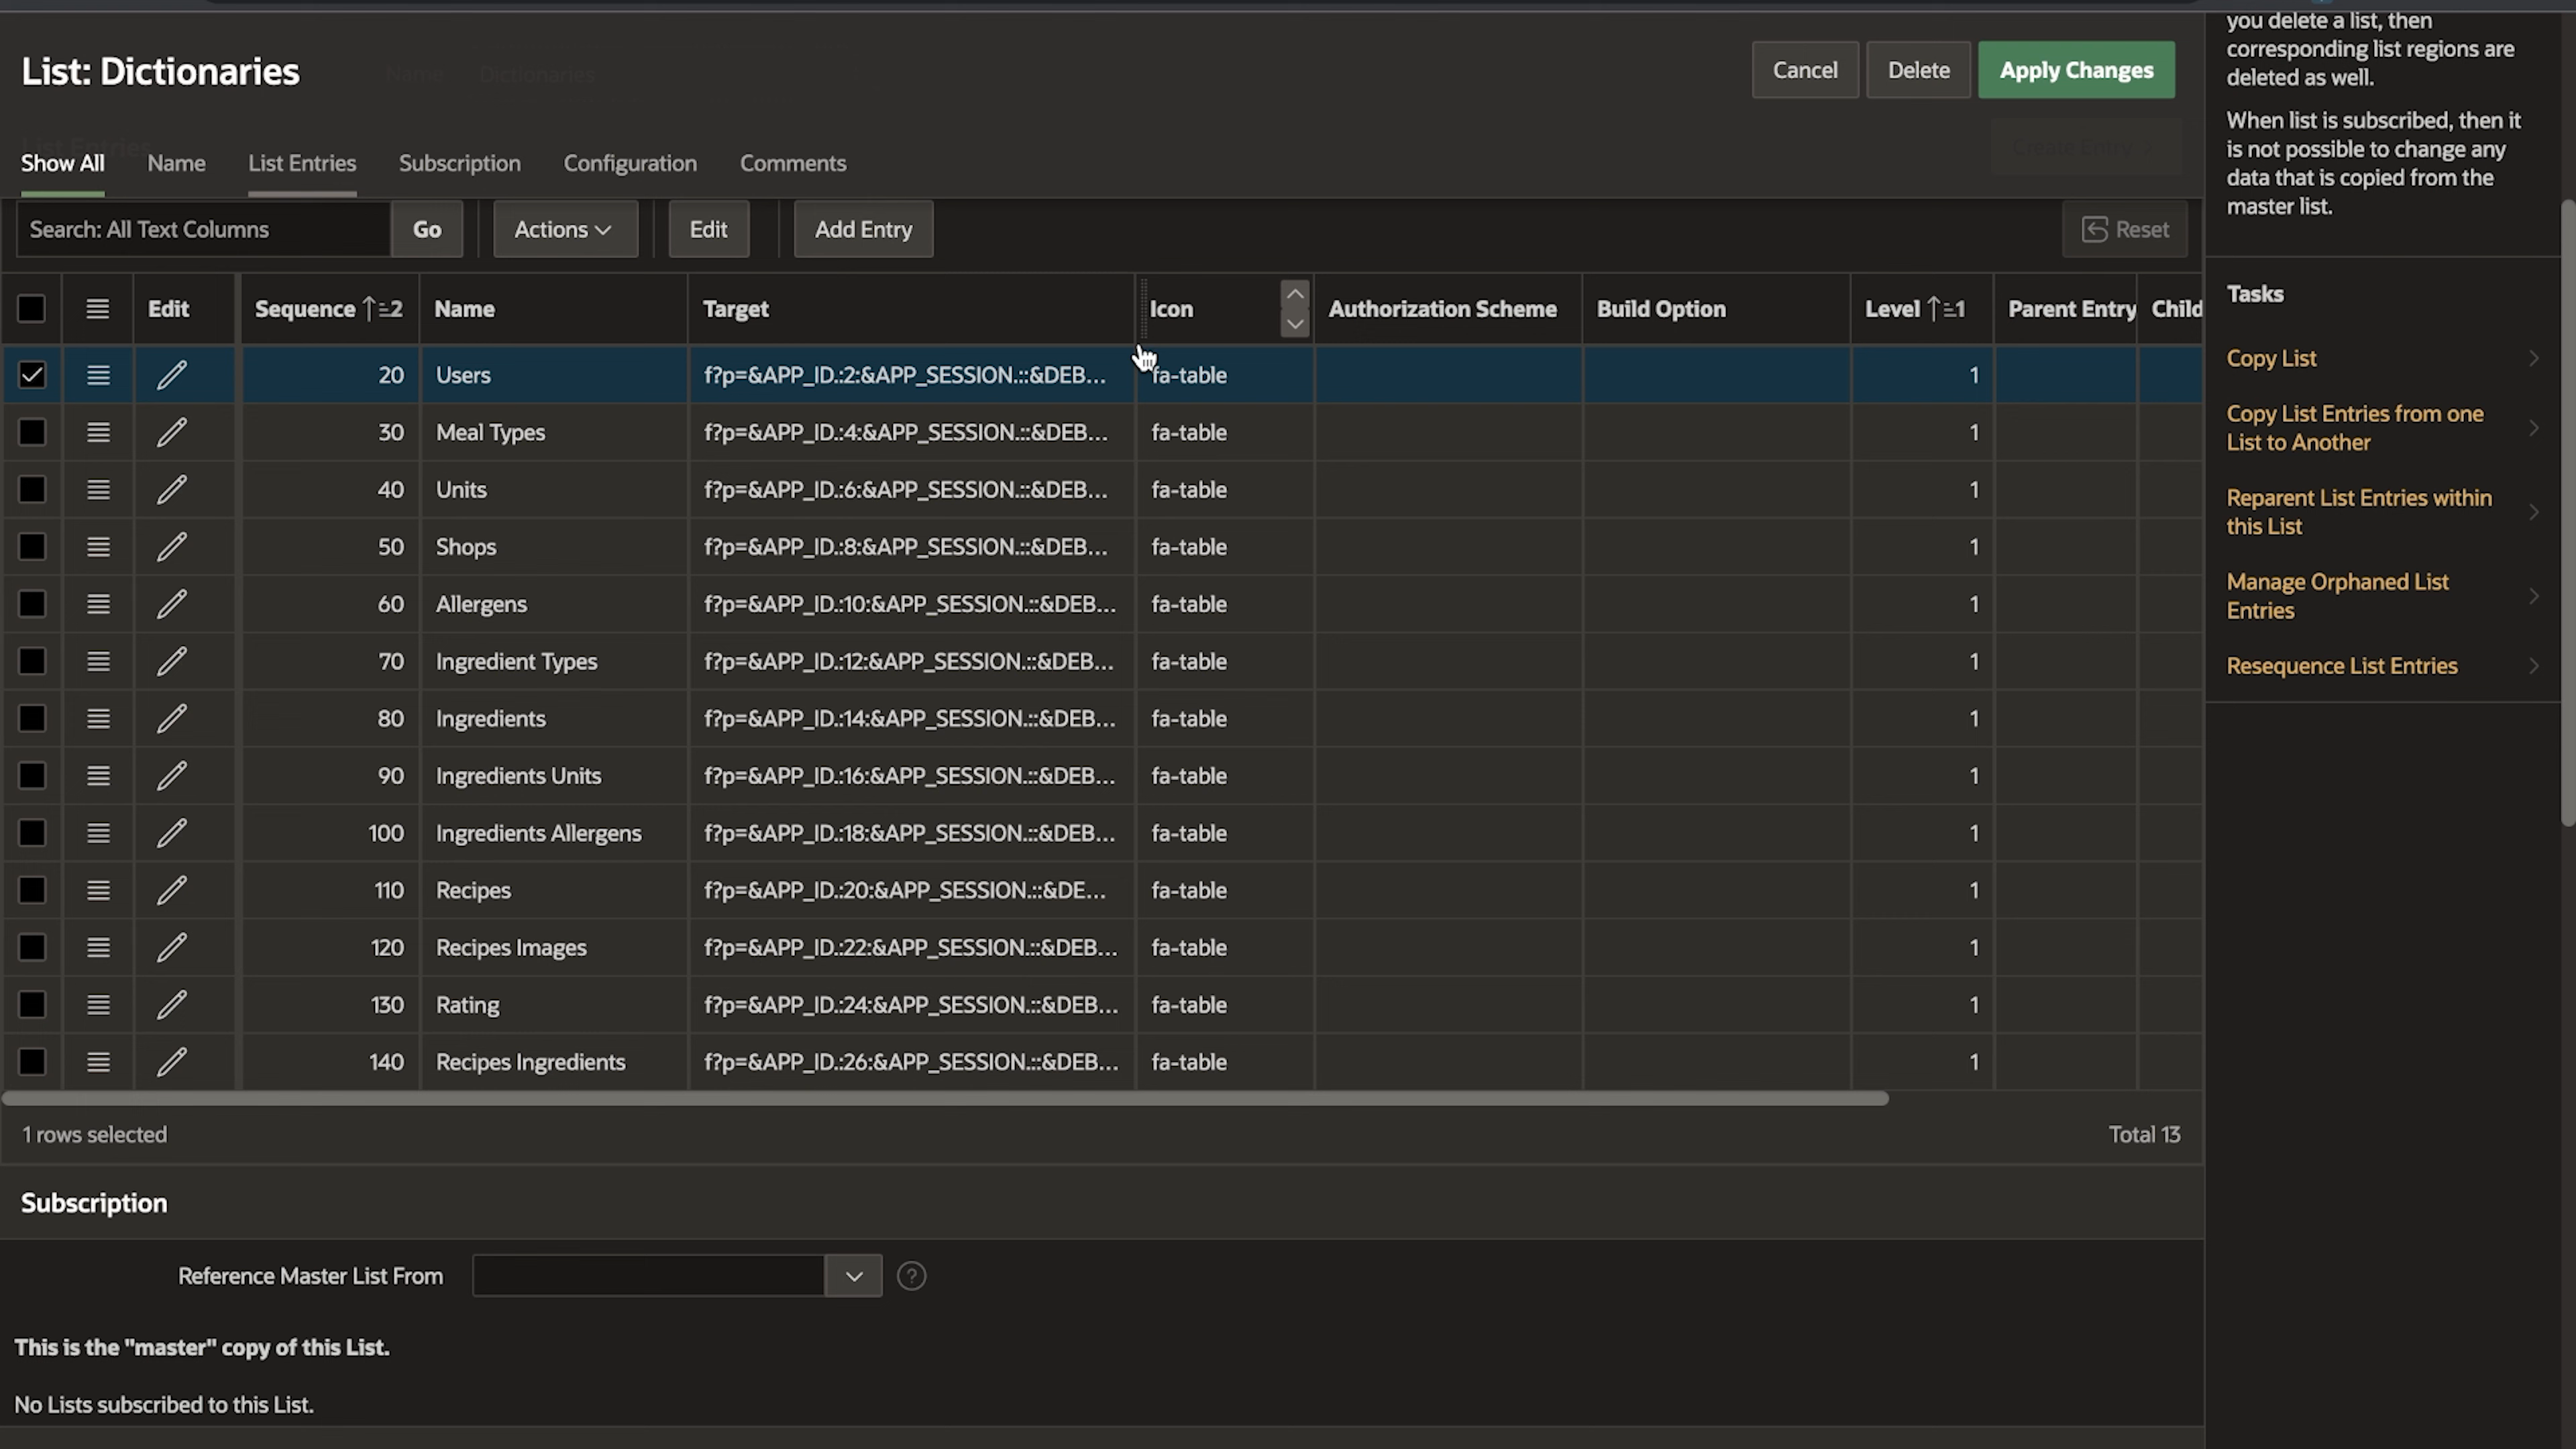 you delete a list, then
corresponding list regions are
deleted as well.
When list is subscribed, then it
is not possible to change any
data that is copied from the
master list.
List: Dictionaries
Name Dictionaries
Cancel Delete Apply Changes
List Entries
Create Entry >
Show All Name List Entries Subscription Configuration Comments
Search: All Text Columns Go Actions Edit Add Entry Reset
Edit Sequence 2 Name Target Icon Authorization Scheme Build Option Level 1 Parent Entry Child
20 Users f?p=&APP_ID.:2:&APP_SESSION.::&DEB... fa-table 1
30 Meal Types f?p=&APP_ID.:4:&APP_SESSION.::&DEB... fa-table 1
40 Units f?p=&APP_ID.:6:&APP_SESSION.::&DEB... fa-table 1
50 Shops f?p=&APP_ID.:8:&APP_SESSION.::&DEB... fa-table 1
60 Allergens f?p=&APP_ID.:10:&APP_SESSION.::&DEB... fa-table 1
70 Ingredient Types f?p=&APP_ID.:12:&APP_SESSION.::&DEB... fa-table 1
80 Ingredients f?p=&APP_ID.:14:&APP_SESSION.::&DEB... fa-table 1
90 Ingredients Units f?p=&APP_ID.:16:&APP_SESSION.::&DEB... fa-table 1
100 Ingredients Allergens f?p=&APP_ID.:18:&APP_SESSION.::&DEB... fa-table 1
110 Recipes f?p=&APP_ID.:20:&APP_SESSION.::&DE... fa-table 1
120 Recipes Images f?p=&APP_ID.:22:&APP_SESSION.::&DEB... fa-table 1
130 Rating f?p=&APP_ID.:24:&APP_SESSION.::&DEB... fa-table 1
140 Recipes Ingredients f?p=&APP_ID.:26:&APP_SESSION.::&DEB... fa-table 1
1 rows selected Total 13
Subscription
Reference Master List From
This is the "master" copy of this List.
No Lists subscribed to this List.
Tasks
Copy List
Copy List Entries from one
List to Another
Reparent List Entries within
this List
Manage Orphaned List
Entries
Resequence List Entries